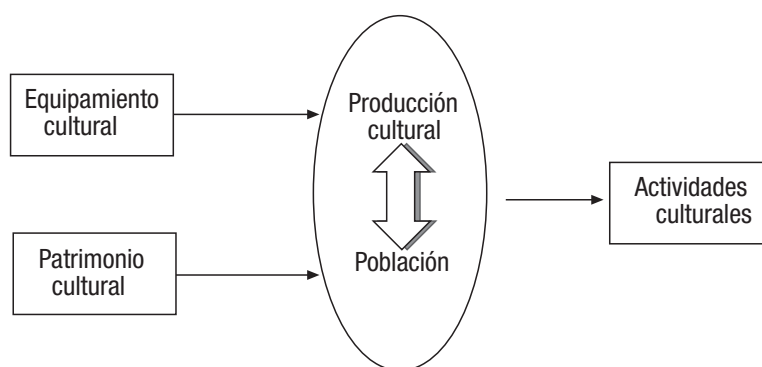 Equipamiento
cultural
Patrimonio
cultural
Producción
cultural
Población
Actividades
culturales